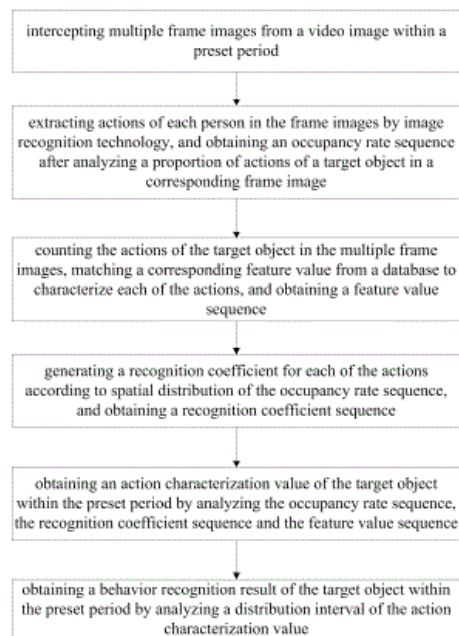 intercepting multiple frame images from a video image within a
preset period
extracting actions of each person in the frame images by image
recognition technology, and obtaining an occupancy rate sequence
after analyzing a proportion of actions of a target object in a
corresponding frame image
counting the actions of the target object in the multiple frame
images, matching a corresponding feature value from a database to
characterize each of the actions, and obtaining a feature value
sequence
generating a recognition coefficient for each of the actions
according to spatial distribution of the occupancy rate sequence,
and obtaining a recognition coefficient sequence
obtaining an action characterization value of the target object
within the preset period by analyzing the occupancy rate sequence,
the recognition coefficient sequence and the feature value sequence
obtaining a behavior recognition result of the target object within
the preset period by analyzing a distribution interval of the action
characterization value